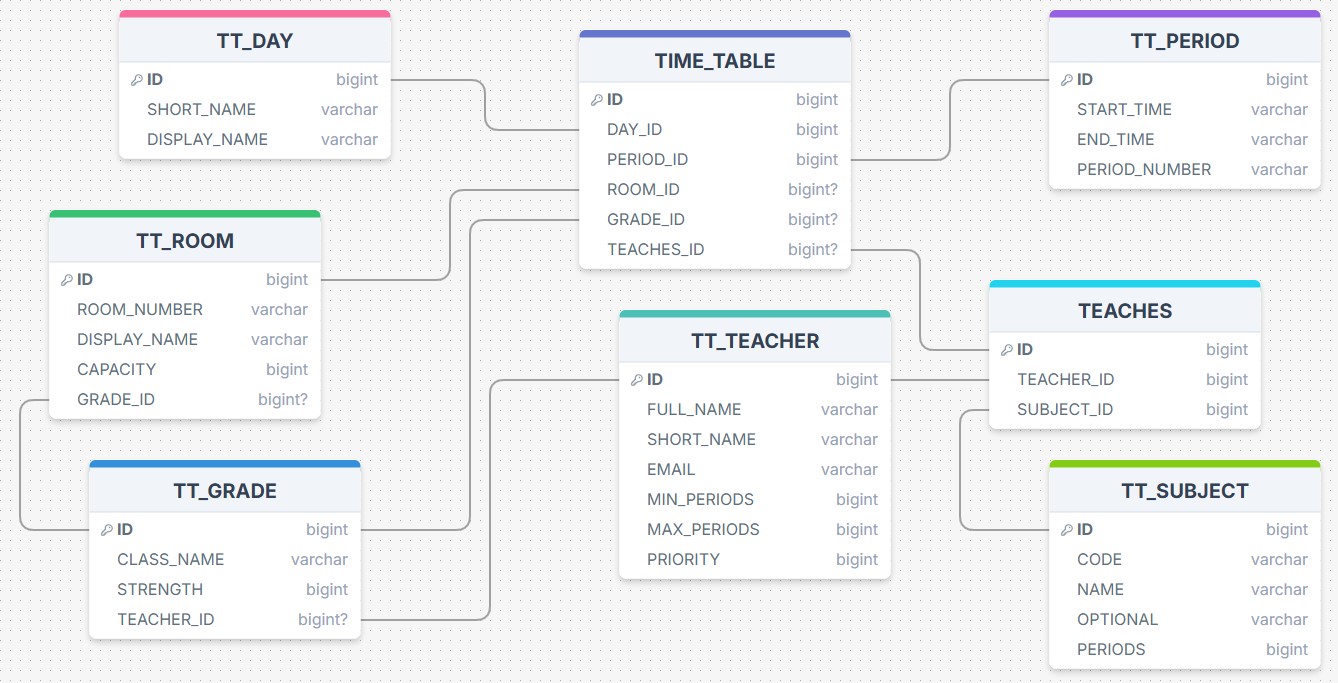 TT_DAY
ID bigint
SHORT_NAME varchar
DISPLAY_NAME varchar
TIME_TABLE
ID bigint
DAY_ID bigint
PERIOD_ID bigint
ROOM_ID bigint?
GRADE_ID bigint?
TEACHES_ID bigint?
TT_PERIOD
ID bigint
START_TIME varchar
END_TIME varchar
PERIOD_NUMBER varchar
TT_ROOM
ID bigint
ROOM_NUMBER varchar
DISPLAY_NAME varchar
CAPACITY bigint
GRADE_ID bigint?
TT_TEACHER
ID bigint
FULL_NAME varchar
SHORT_NAME varchar
EMAIL varchar
MIN_PERIODS bigint
MAX_PERIODS bigint
PRIORITY bigint
TEACHES
ID bigint
TEACHER_ID bigint
SUBJECT_ID bigint
TT_GRADE
ID bigint
CLASS_NAME varchar
STRENGTH bigint
TEACHER_ID bigint?
TT_SUBJECT
ID bigint
CODE varchar
NAME varchar
OPTIONAL varchar
PERIODS bigint